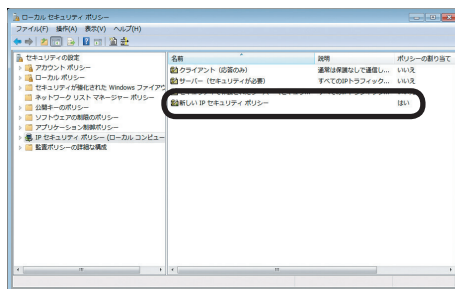 ローカル セキュリティ ポリシー
ファイル(F) 操作(A) 表示(V) ヘルプ(H)
セキュリティの設定
アカウント ポリシー
ローカル ポリシー
セキュリティが強化された Windows ファイアウ
ネットワーク リスト マネージャー ポリシー
公開キーのポリシー
ソフトウェアの制限のポリシー
アプリケーション制御ポリシー
IP セキュリティ ポリシー (ローカル コンピュー
監査ポリシーの詳細な構成
名前 説明 ポリシーの割り当て
クライアント (応答のみ) 通常は保護なしで通信し... いいえ
サーバー (セキュリティが必要) すべてのIPトラフィック... いいえ
新しい IP セキュリティ ポリシー はい